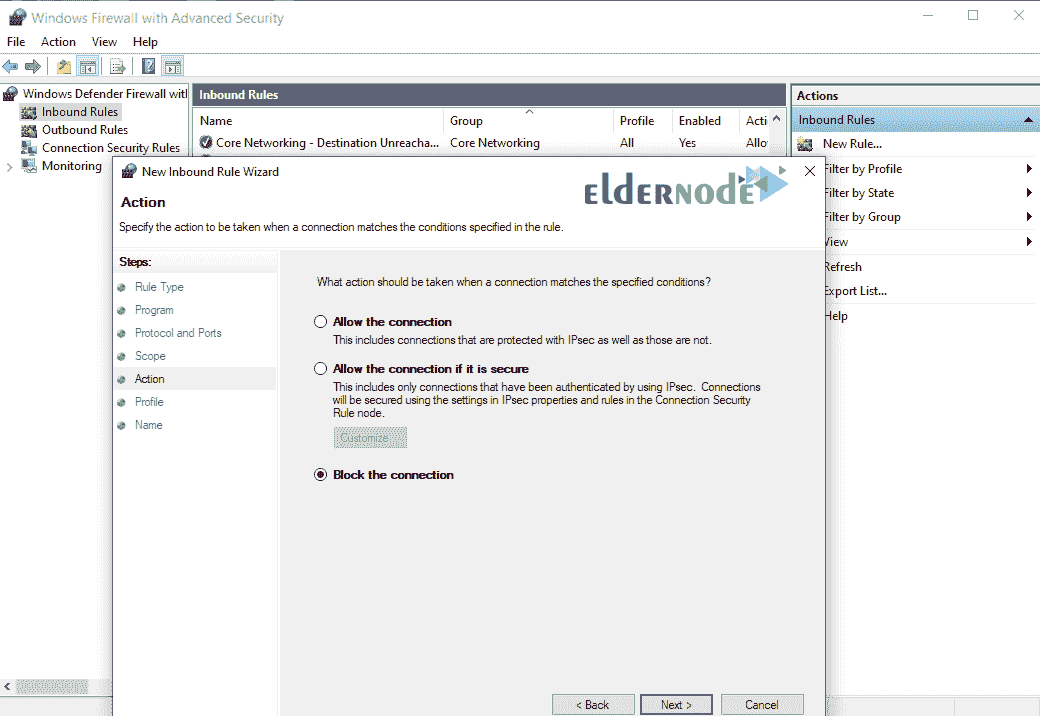 Windows Firewall with Advanced Security
File Action View Help
Windows Defender Firewall witl
Inbound Rules
Outbound Rules
Connection Security Rules
Monitoring
Inbound Rules
Name Group Profile Enabled Acti
Core Networking - Destination Unreacha... Core Networking All Yes Allo
Actions
Inbound Rules
New Rule...
Filter by Profile
Filter by State
Filter by Group
View
Refresh
Export List...
Help
New Inbound Rule Wizard
ELDERNODE
Action
Specify the action to be taken when a connection matches the conditions specified in the rule.
Steps:
Rule Type
Program
Protocol and Ports
Scope
Action
Profile
Name
What action should be taken when a connection matches the specified conditions?
Allow the connection
This includes connections that are protected with IPsec as well as those are not.
Allow the connection if it is secure
This includes only connections that have been authenticated by using IPsec. Connections
will be secured using the settings in IPsec properties and rules in the Connection Security
Rule node.
Customize
Block the connection
< Back Next > Cancel